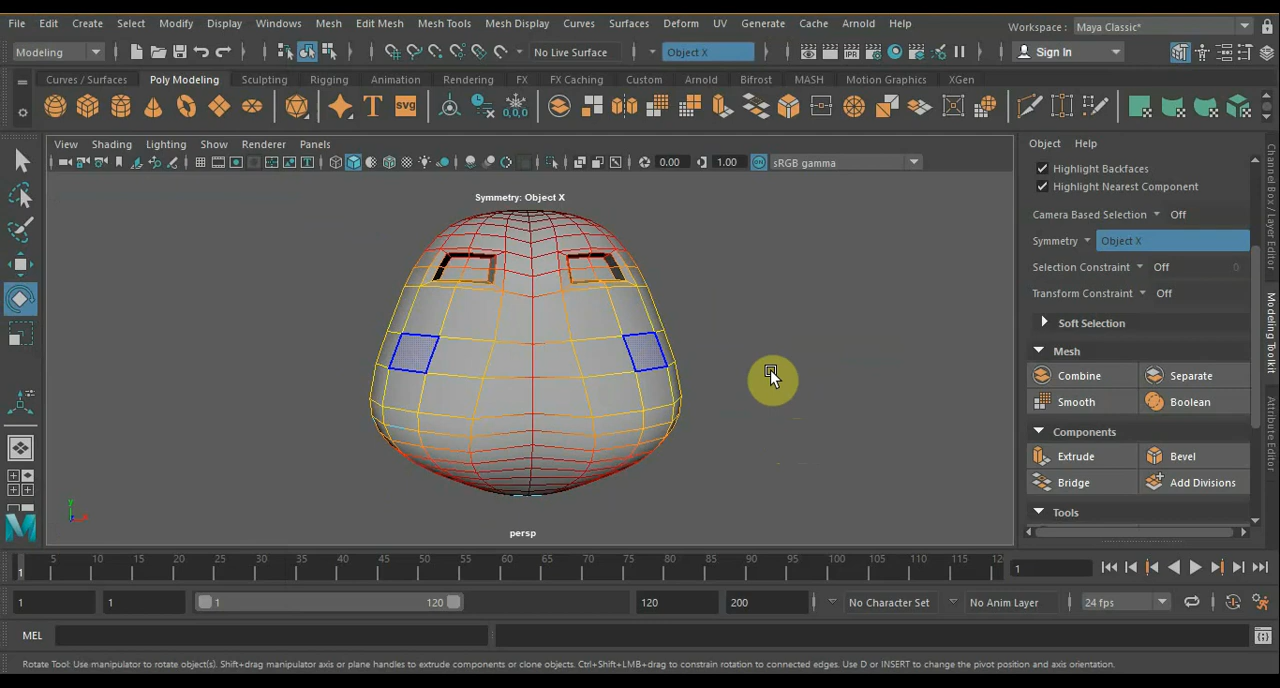 File Edit Create Select Modify Display Windows Mesh Edit Mesh Mesh Tools Mesh Display Curves Surfaces Deform UV Generate Cache Arnold Help
Workspace : Maya Classic*
Modeling No Live Surface Object X Sign In
Curves / Surfaces Poly Modeling Sculpting Rigging Animation Rendering FX FX Caching Custom Arnold Bifrost MASH Motion Graphics XGen
T svg 0,0,0
View Shading Lighting Show Renderer Panels
0.00 1.00 ON sRGB gamma
Symmetry: Object X
persp
Object Help
Highlight Backfaces
Highlight Nearest Component
Camera Based Selection Off
Symmetry Object X
Selection Constraint Off 0
Transform Constraint Off
Soft Selection
Mesh
Combine Separate
Smooth Boolean
Components
Extrude Bevel
Bridge Add Divisions
Tools
Channel Box / Layer Editor
Modeling Toolkit
Attribute Editor
5 10 15 20 25 30 35 40 45 50 55 60 65 70 75 80 85 90 95 100 105 110 115 12
1 1
1 1 1 120 120 200 No Character Set No Anim Layer 24 fps
MEL
Rotate Tool: Use manipulator to rotate object(s). Shift+drag manipulator axis or plane handles to extrude components or clone objects. Ctrl+Shift+LMB+drag to constrain rotation to connected edges. Use D or INSERT to change the pivot position and axis orientation.